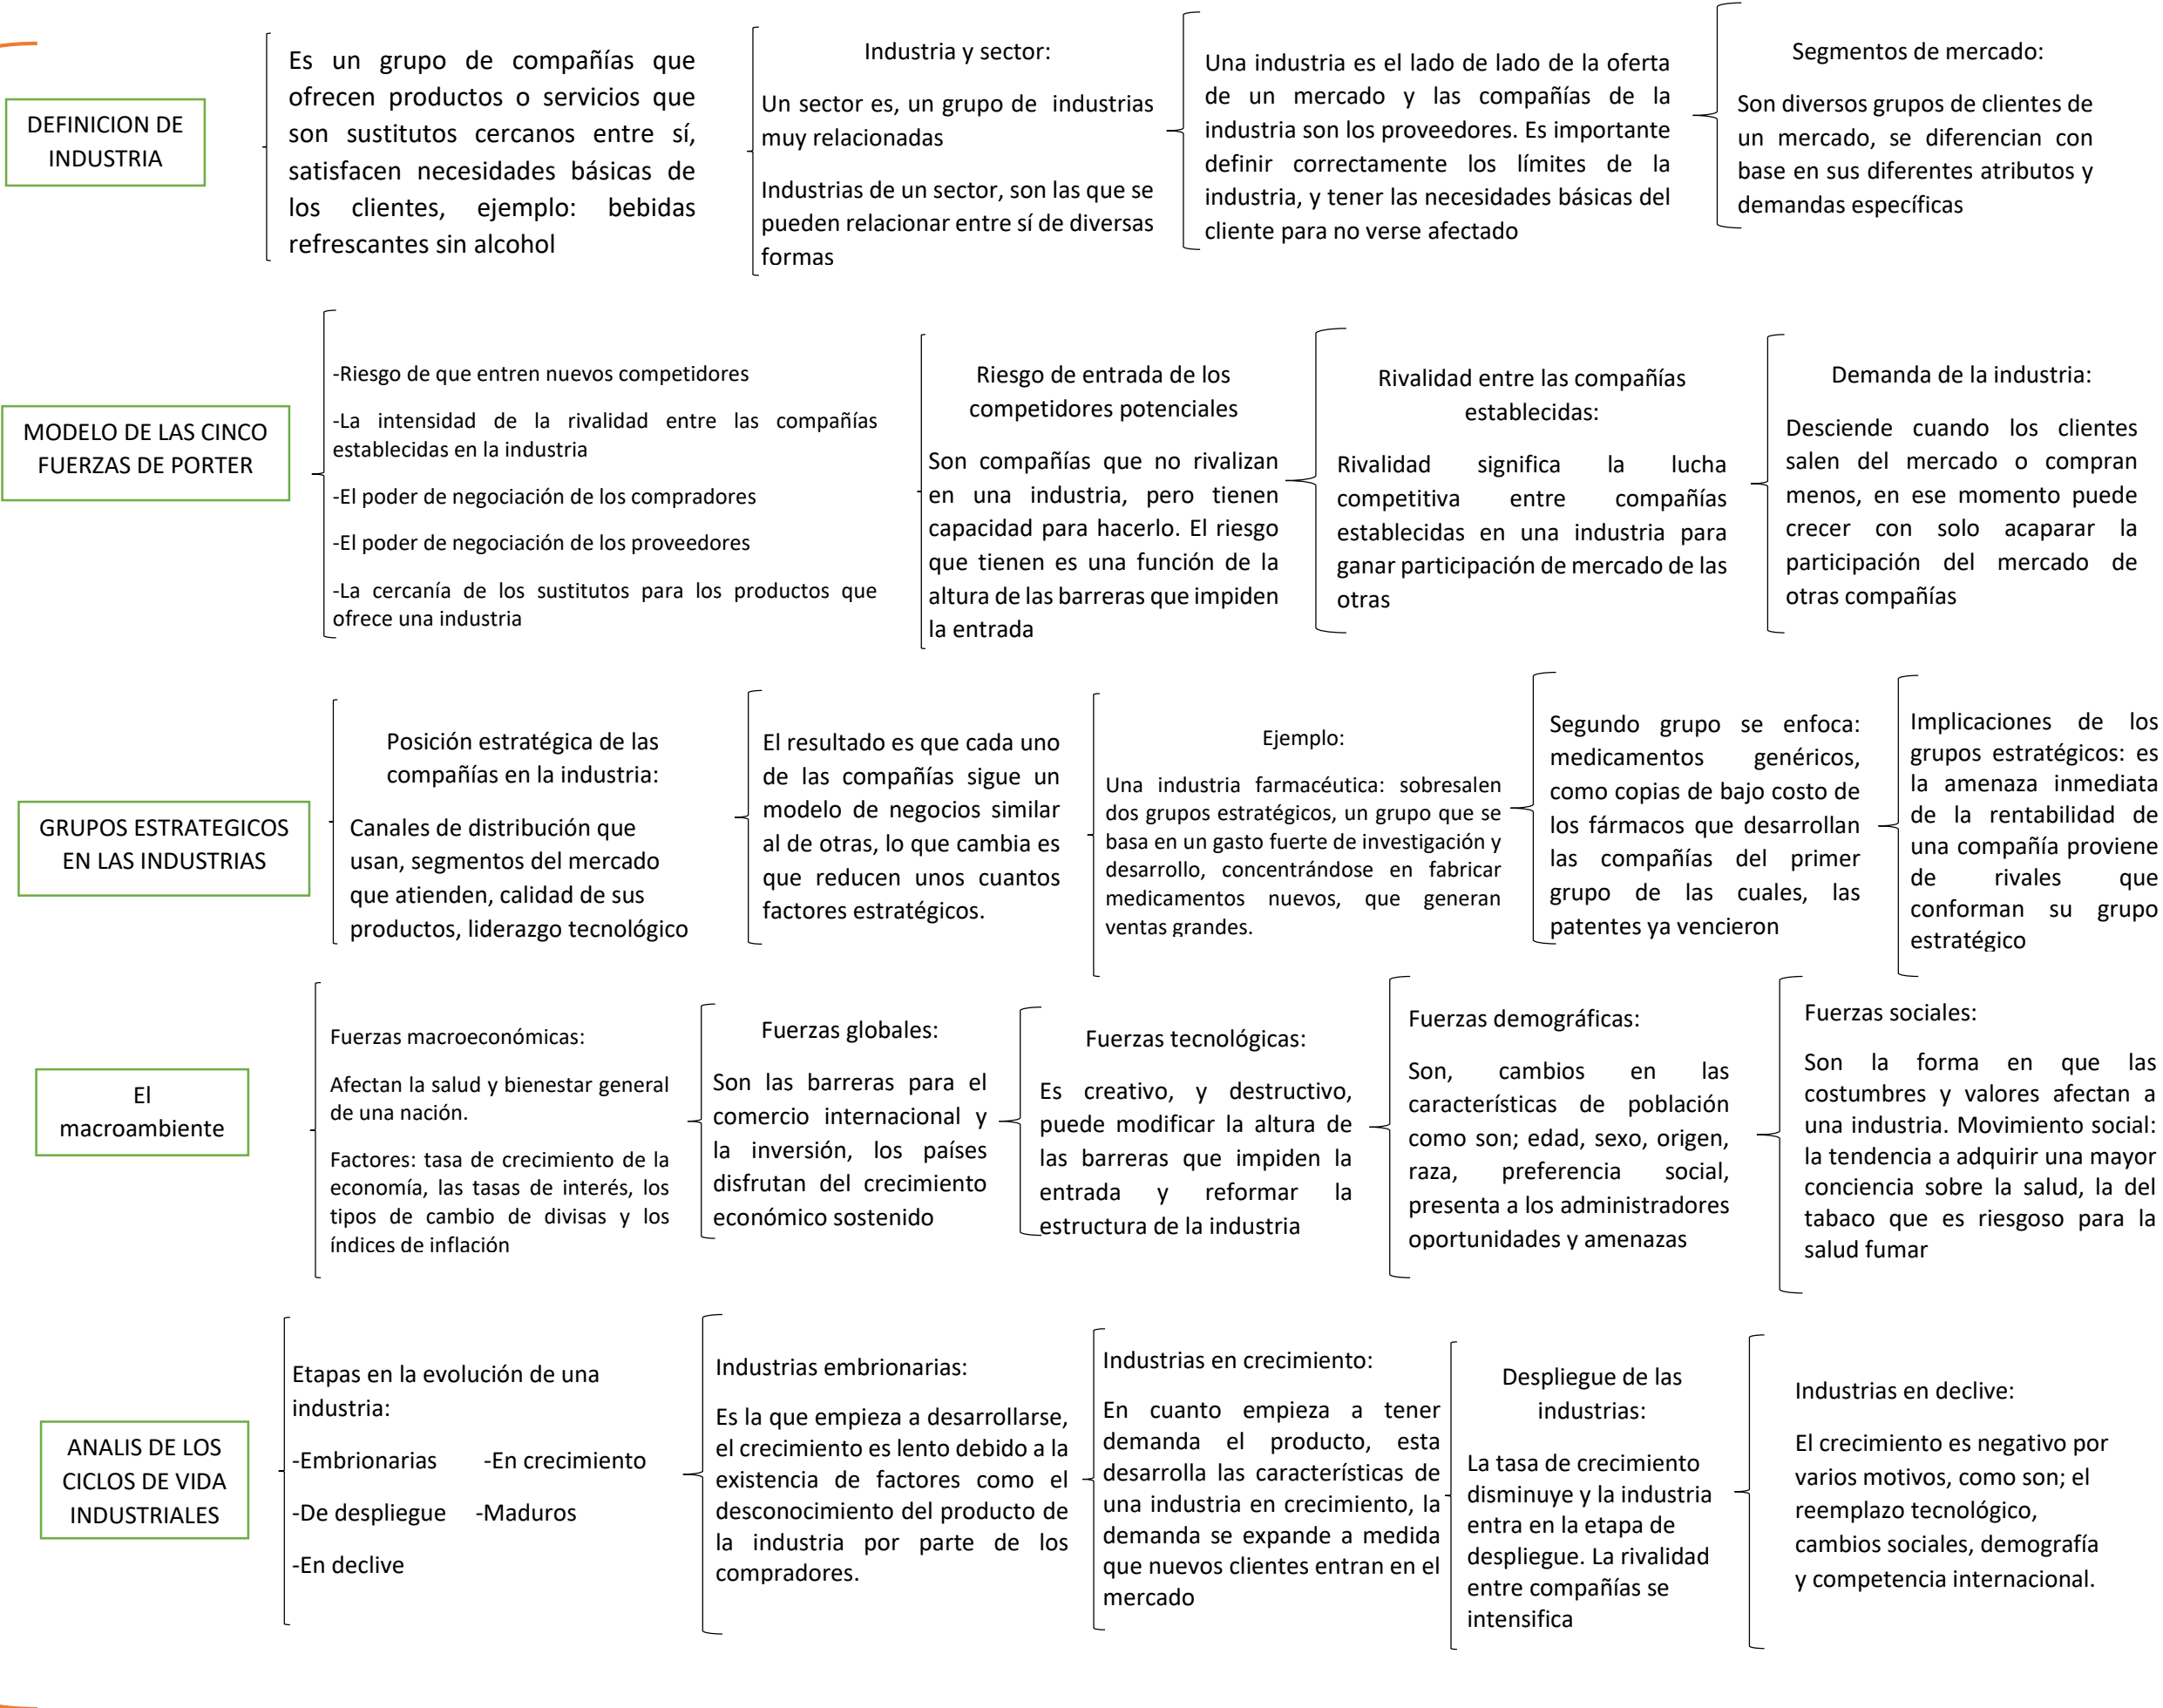 DEFINICION DE
INDUSTRIA
Es un grupo de compañías que
ofrecen productos o servicios que
son sustitutos cercanos entre sí,
satisfacen necesidades básicas de
los clientes, ejemplo: bebidas
refrescantes sin alcohol
Industria y sector:
Un sector es, un grupo de industrias
muy relacionadas
Industrias de un sector, son las que se
pueden relacionar entre sí de diversas
formas
Una industria es el lado de lado de la oferta
de un mercado y las compañías de la
industria son los proveedores. Es importante
definir correctamente los límites de la
industria, y tener las necesidades básicas del
cliente para no verse afectado
Segmentos de mercado:
Son diversos grupos de clientes de
un mercado, se diferencian con
base en sus diferentes atributos y
demandas específicas
MODELO DE LAS CINCO
FUERZAS DE PORTER
-Riesgo de que entren nuevos competidores
-La intensidad de la rivalidad entre las compañías
establecidas en la industria
-El poder de negociación de los compradores
-El poder de negociación de los proveedores
-La cercanía de los sustitutos para los productos que
ofrece una industria
Riesgo de entrada de los
competidores potenciales
Son compañías que no rivalizan
en una industria, pero tienen
capacidad para hacerlo. El riesgo
que tienen es una función de la
altura de las barreras que impiden
la entrada
Rivalidad entre las compañías
establecidas:
Rivalidad significa la lucha
competitiva entre compañías
establecidas en una industria para
ganar participación de mercado de las
otras
Demanda de la industria:
Desciende cuando los clientes
salen del mercado o compran
menos, en ese momento puede
crecer con solo acaparar la
participación del mercado de
otras compañías
GRUPOS ESTRATEGICOS
EN LAS INDUSTRIAS
Posición estratégica de las
compañías en la industria:
Canales de distribución que
usan, segmentos del mercado
que atienden, calidad de sus
productos, liderazgo tecnológico
El resultado es que cada uno
de las compañías sigue un
modelo de negocios similar
al de otras, lo que cambia es
que reducen unos cuantos
factores estratégicos.
Ejemplo:
Una industria farmacéutica: sobresalen
dos grupos estratégicos, un grupo que se
basa en un gasto fuerte de investigación y
desarrollo, concentrándose en fabricar
medicamentos nuevos, que generan
ventas grandes.
Segundo grupo se enfoca:
medicamentos genéricos,
como copias de bajo costo de
los fármacos que desarrollan
las compañías del primer
grupo de las cuales, las
patentes ya vencieron
Implicaciones de los
grupos estratégicos: es
la amenaza inmediata
de la rentabilidad de
una compañía proviene
de rivales que
conforman su grupo
estratégico
El
macroambiente
Fuerzas macroeconómicas:
Afectan la salud y bienestar general
de una nación.
Factores: tasa de crecimiento de la
economía, las tasas de interés, los
tipos de cambio de divisas y los
índices de inflación
Fuerzas globales:
Son las barreras para el
comercio internacional y
la inversión, los países
disfrutan del crecimiento
económico sostenido
Fuerzas tecnológicas:
Es creativo, y destructivo,
puede modificar la altura de
las barreras que impiden la
entrada y reformar la
estructura de la industria
Fuerzas demográficas:
Son, cambios en las
características de población
como son; edad, sexo, origen,
raza, preferencia social,
presenta a los administradores
oportunidades y amenazas
Fuerzas sociales:
Son la forma en que las
costumbres y valores afectan a
una industria. Movimiento social:
la tendencia a adquirir una mayor
conciencia sobre la salud, la del
tabaco que es riesgoso para la
salud fumar
ANALIS DE LOS
CICLOS DE VIDA
INDUSTRIALES
Etapas en la evolución de una
industria:
-Embrionarias -En crecimiento
-De despliegue -Maduros
-En declive
Industrias embrionarias:
Es la que empieza a desarrollarse,
el crecimiento es lento debido a la
existencia de factores como el
desconocimiento del producto de
la industria por parte de los
compradores.
Industrias en crecimiento:
En cuanto empieza a tener
demanda el producto, esta
desarrolla las características de
una industria en crecimiento, la
demanda se expande a medida
que nuevos clientes entran en el
mercado
Despliegue de las
industrias:
La tasa de crecimiento
disminuye y la industria
entra en la etapa de
despliegue. La rivalidad
entre compañías se
intensifica
Industrias en declive:
El crecimiento es negativo por
varios motivos, como son; el
reemplazo tecnológico,
cambios sociales, demografía
y competencia internacional.